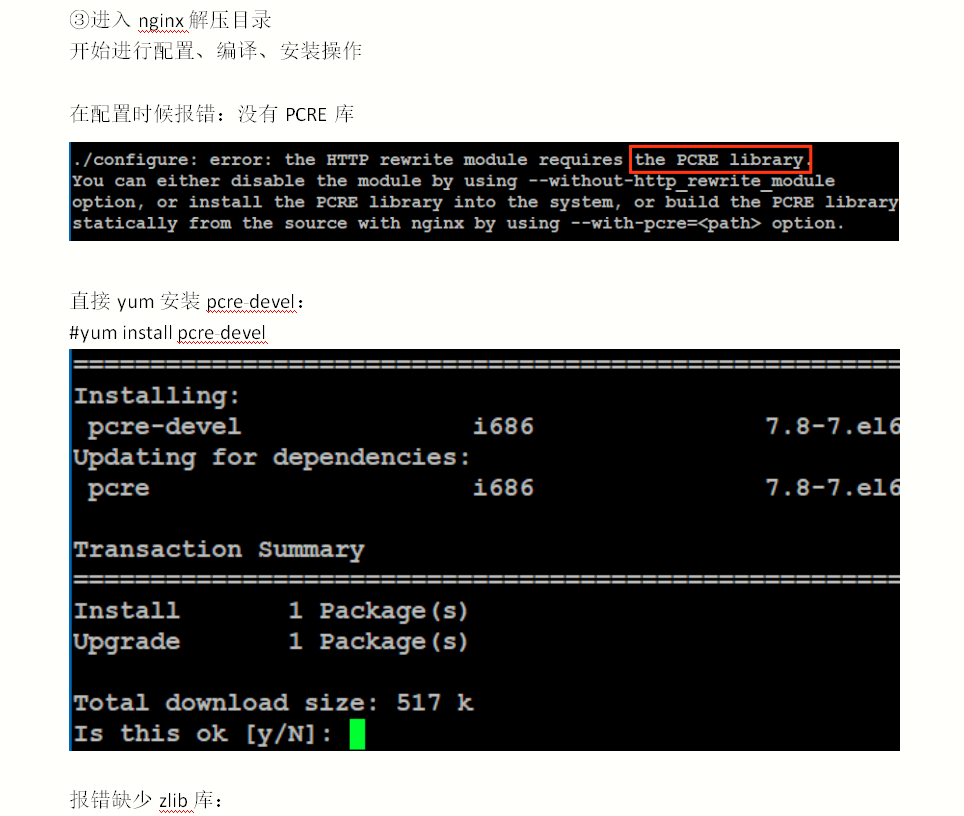 ③进入 nginx 解压目录
开始进行配置、编译、安装操作
在配置时候报错：没有 PCRE 库
./configure: error: the HTTP rewrite module requires the PCRE library.
You can either disable the module by using --without-http_rewrite_module
option, or install the PCRE library into the system, or build the PCRE library
statically from the source with nginx by using --with-pcre=<path> option.
直接 yum 安装 pcre-devel：
#yum install pcre-devel
================================================================
Installing:
pcre-devel i686 7.8-7.el6
Updating for dependencies:
pcre i686 7.8-7.el6
Transaction Summary
================================================================
Install 1 Package(s)
Upgrade 1 Package(s)
Total download size: 517 k
Is this ok [y/N]:
报错缺少 zlib 库：